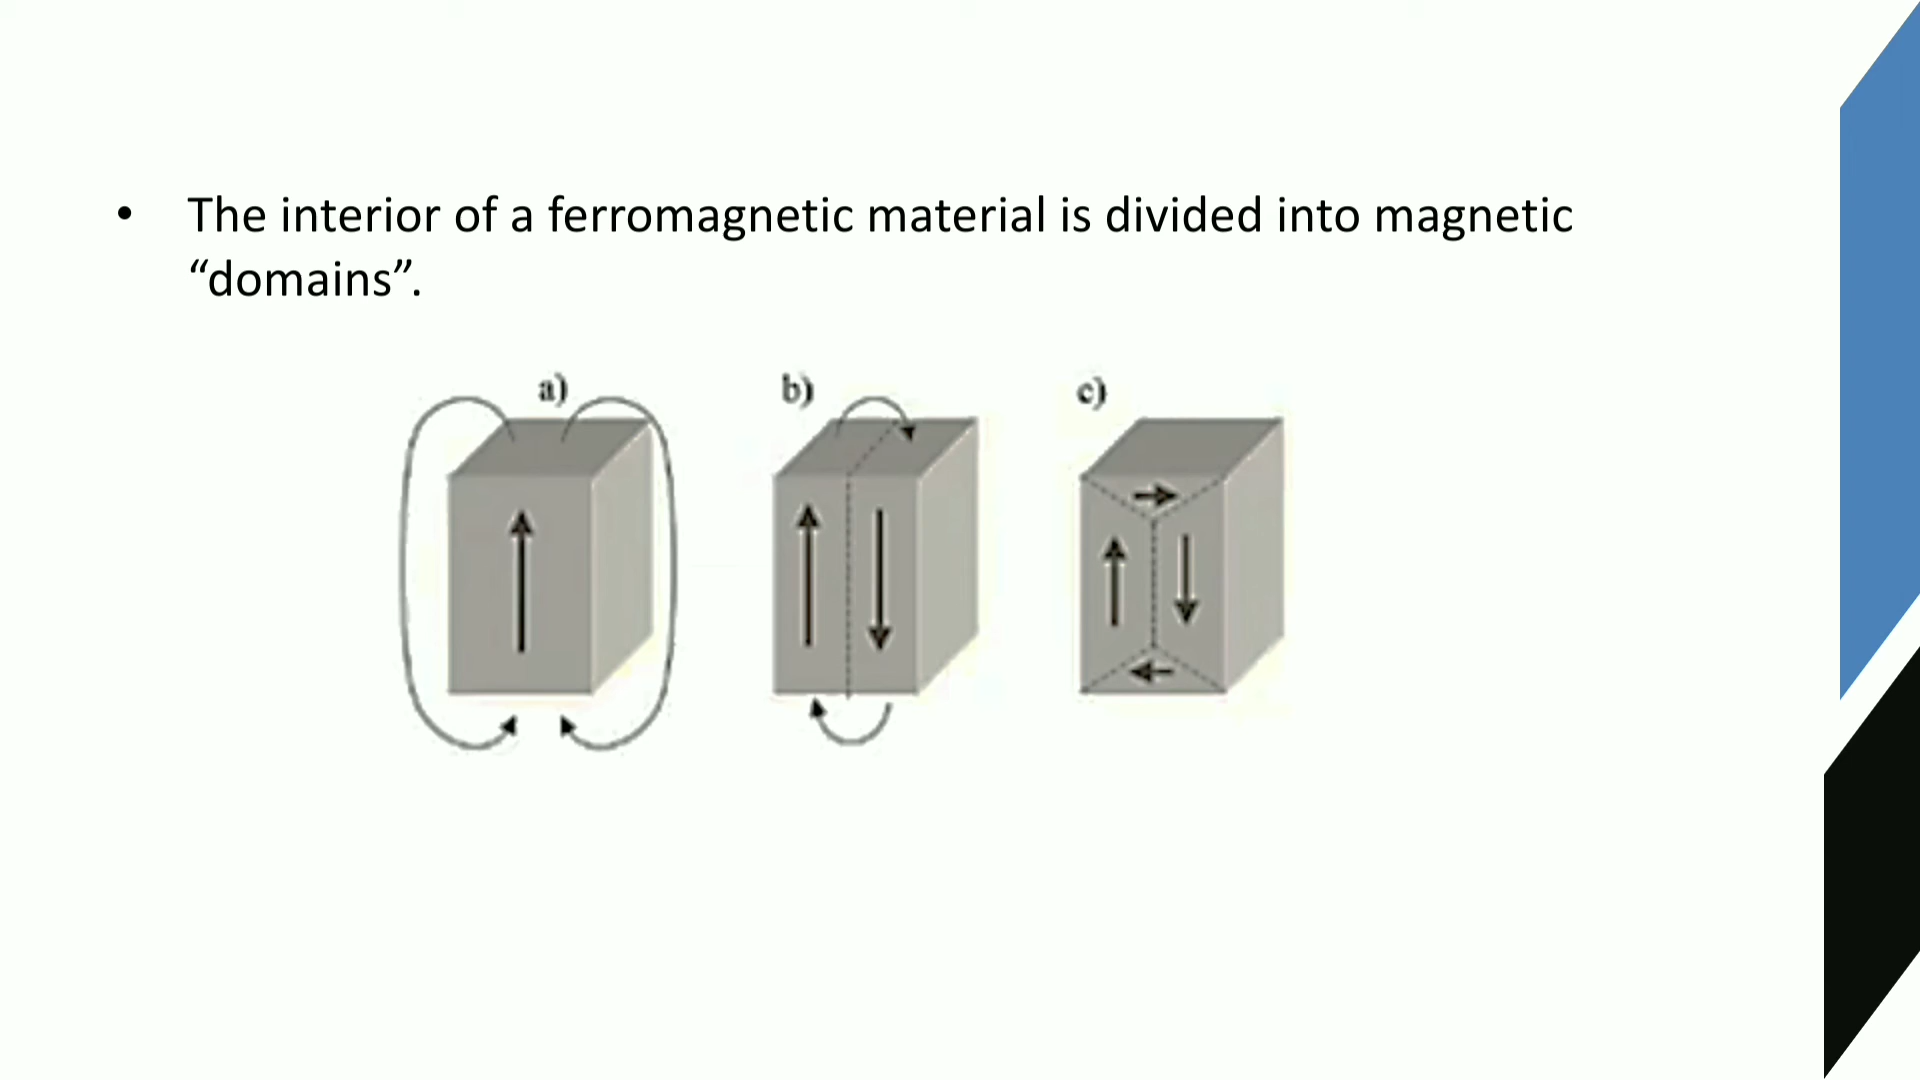 • The interior of a ferromagnetic material is divided into magnetic
“domains”.
a) b) c)